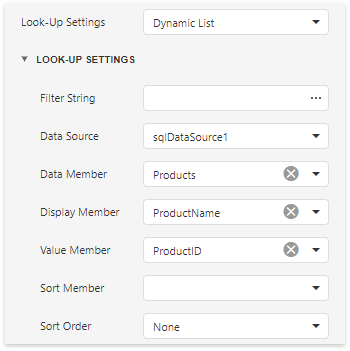 Look-Up Settings Dynamic List
LOOK-UP SETTINGS
Filter String ...
Data Source sqlDataSource1
Data Member Products
Display Member ProductName
Value Member ProductID
Sort Member
Sort Order None